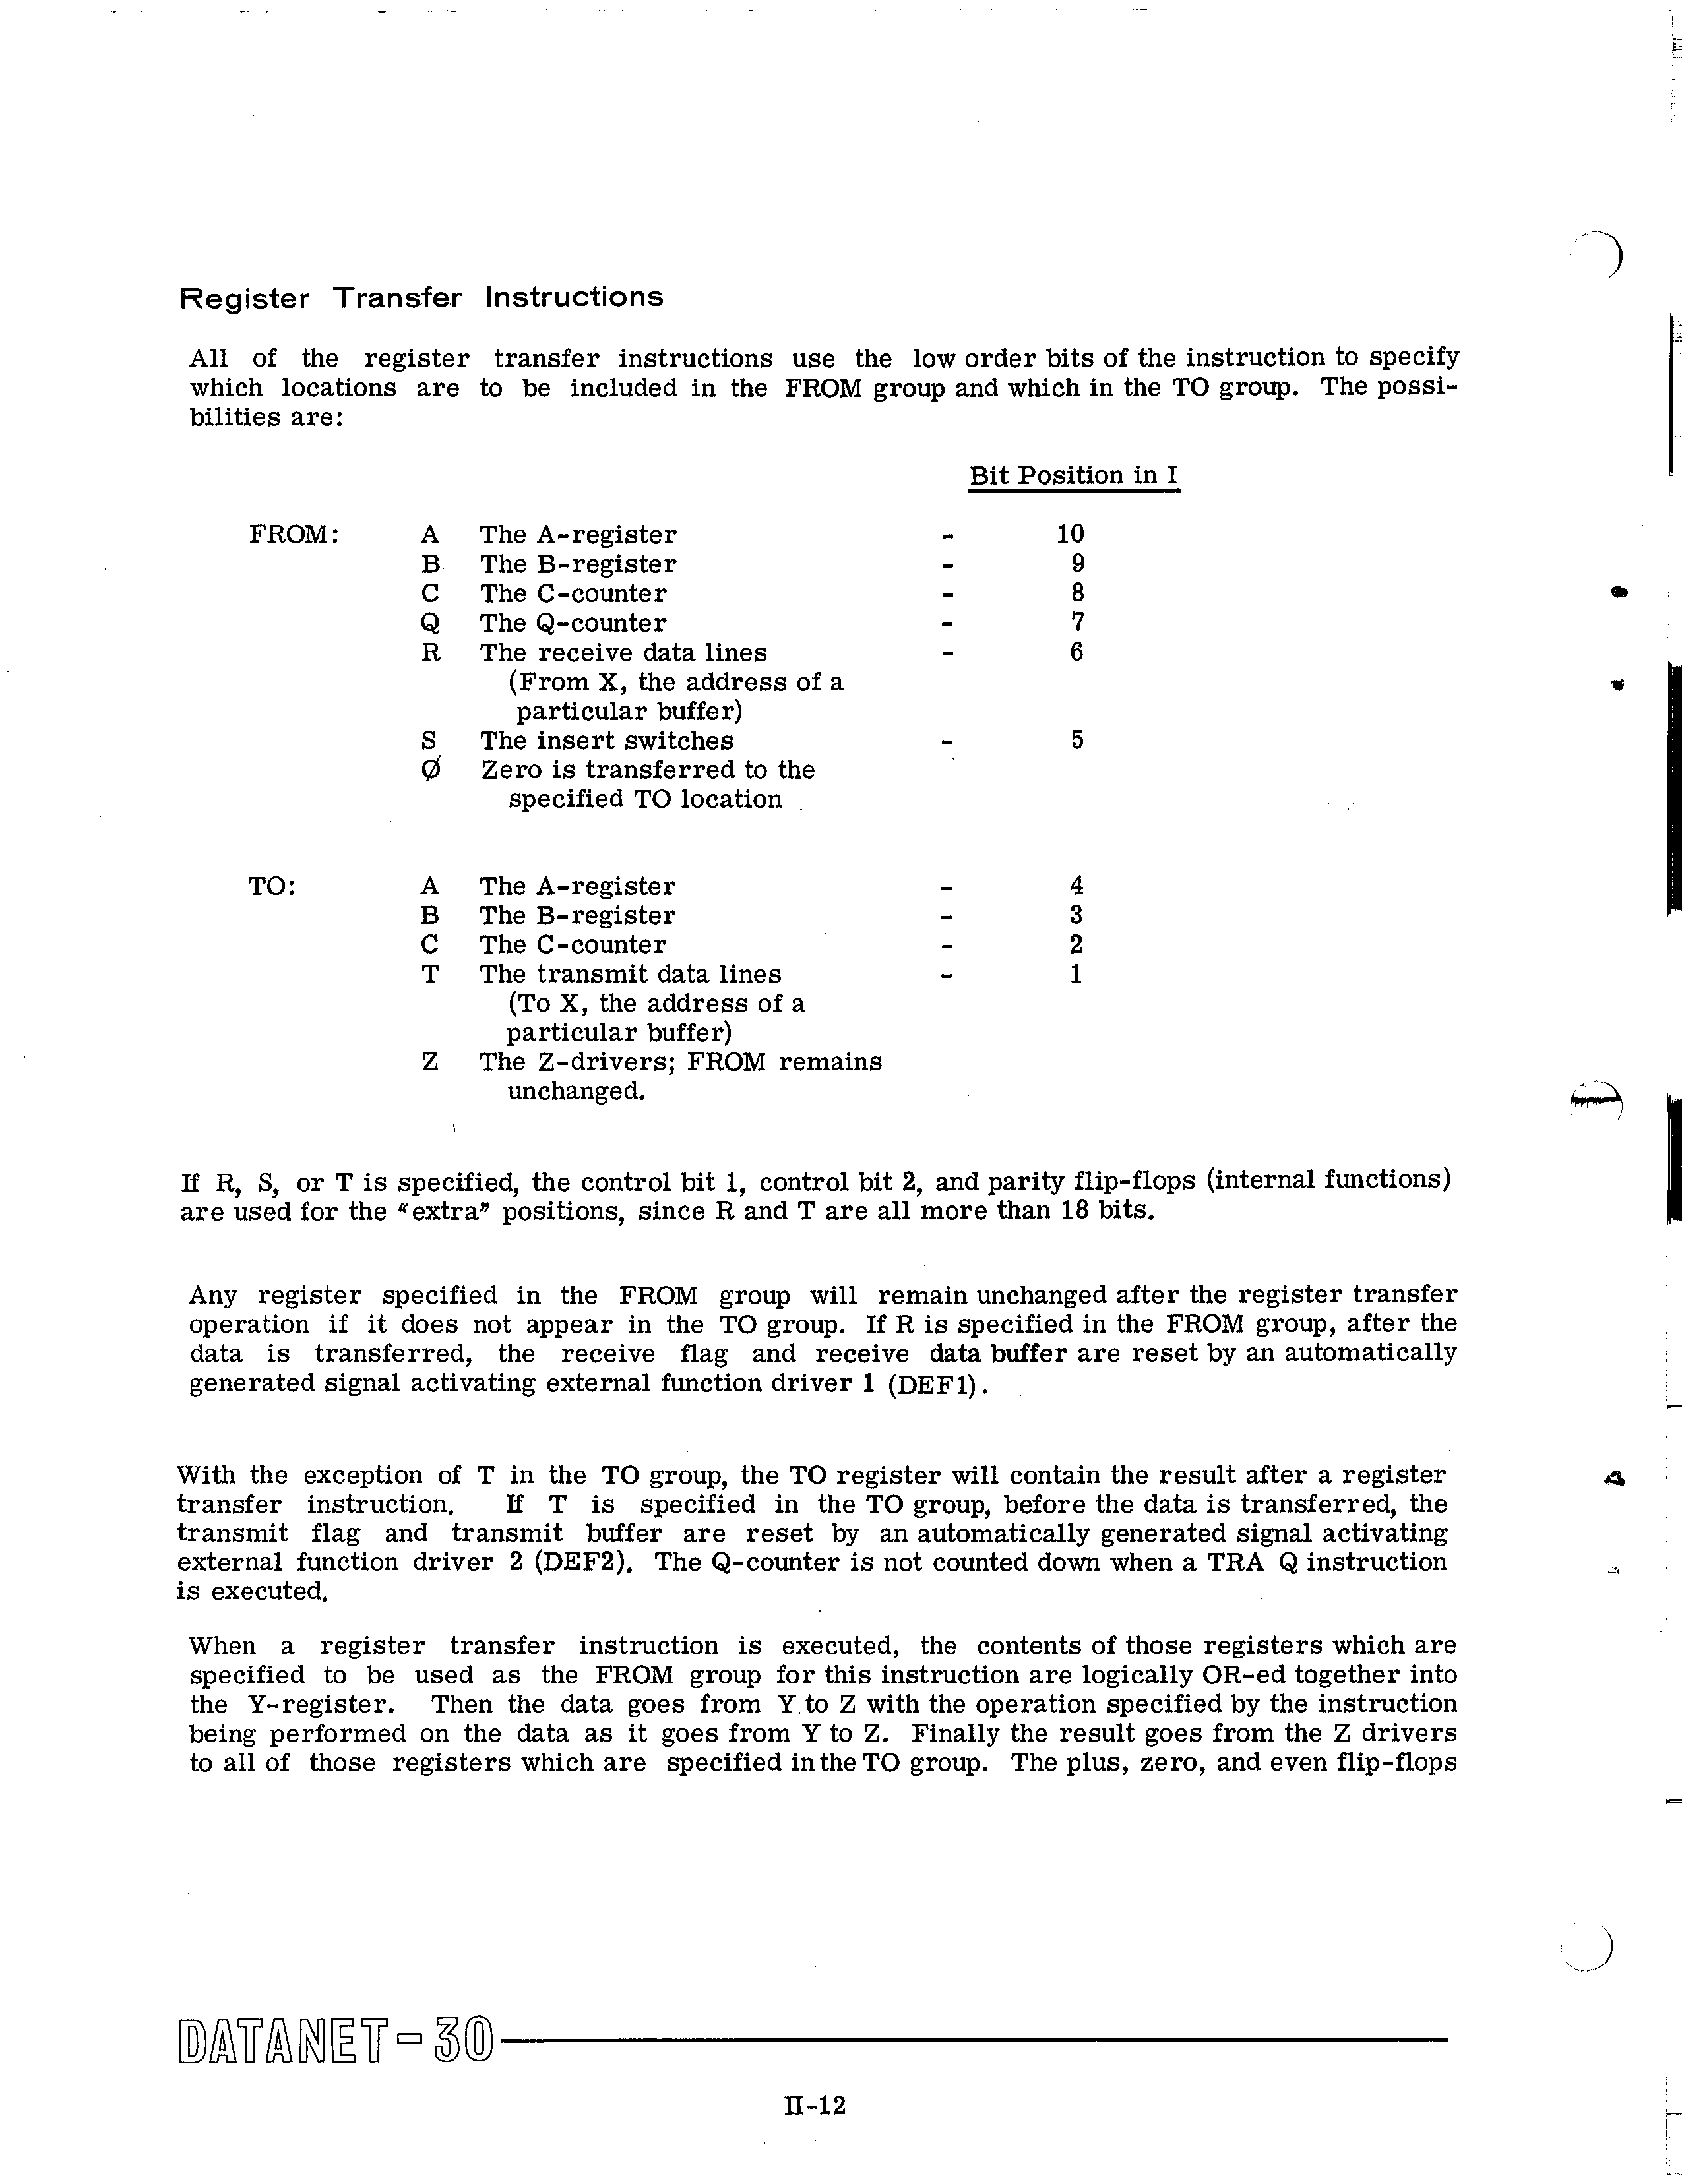 Register Transfer Instructions
All of the register transfer instructions use the low order bits of the instruction to specify
which locations are to be included in the FROM group and which in the TO group. The possi-
bilities are:
Bit Position in I
FROM: A The A-register - 10
B The B-register - 9
C The C-counter - 8
Q The Q-counter - 7
R The receive data lines - 6
(From X, the address of a
particular buffer)
S The insert switches - 5
Ø Zero is transferred to the
specified TO location
TO: A The A-register - 4
B The B-register - 3
C The C-counter - 2
T The transmit data lines - 1
(To X, the address of a
particular buffer)
Z The Z-drivers; FROM remains
unchanged.
If R, S, or T is specified, the control bit 1, control bit 2, and parity flip-flops (internal functions)
are used for the “extra” positions, since R and T are all more than 18 bits.
Any register specified in the FROM group will remain unchanged after the register transfer
operation if it does not appear in the TO group. If R is specified in the FROM group, after the
data is transferred, the receive flag and receive data buffer are reset by an automatically
generated signal activating external function driver 1 (DEF1).
With the exception of T in the TO group, the TO register will contain the result after a register
transfer instruction. If T is specified in the TO group, before the data is transferred, the
transmit flag and transmit buffer are reset by an automatically generated signal activating
external function driver 2 (DEF2). The Q-counter is not counted down when a TRA Q instruction
is executed.
When a register transfer instruction is executed, the contents of those registers which are
specified to be used as the FROM group for this instruction are logically OR-ed together into
the Y-register. Then the data goes from Y to Z with the operation specified by the instruction
being performed on the data as it goes from Y to Z. Finally the result goes from the Z drivers
to all of those registers which are specified in the TO group. The plus, zero, and even flip-flops
DATANET-30
II-12